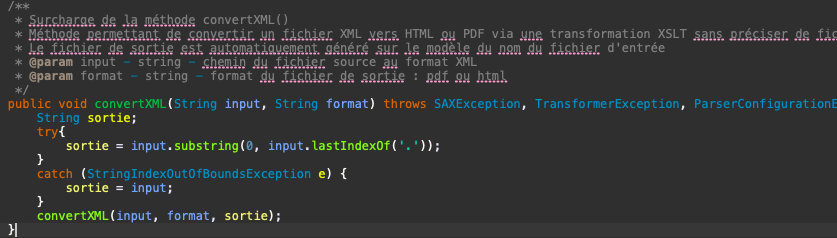 /**
* Surcharge de la méthode convertXML()
* Méthode permettant de convertir un fichier XML vers HTML ou PDF via une transformation XSLT sans préciser de fic
* Le fichier de sortie est automatiquement généré sur le modèle du nom du fichier d'entrée
* @param input - string - chemin du fichier source au format XML
* @param format - string - format du fichier de sortie : pdf ou html
*/
public void convertXML(String input, String format) throws SAXException, TransformerException, ParserConfigurationE
String sortie;
try{
sortie = input.substring(0, input.lastIndexOf('.'));
}
catch (StringIndexOutOfBoundsException e) {
sortie = input;
}
convertXML(input, format, sortie);
}